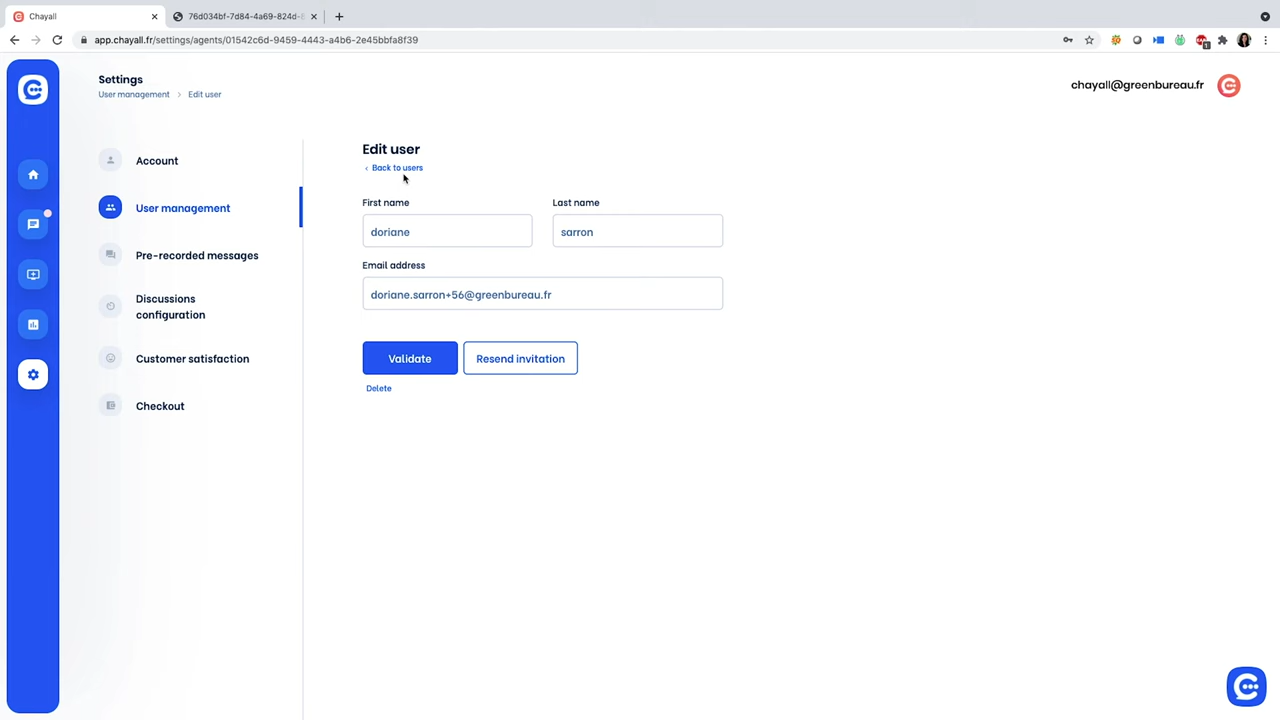 Chayall
76d034bf-7d84-4a69-824d-
app.chayall.fr/settings/agents/01542c6d-9459-4443-a4b6-2e45bbfa8f39
1
Settings
User management > Edit user
chayall@greenbureau.fr
Account
User management
Pre-recorded messages
Discussions
configuration
Customer satisfaction
Checkout
Edit user
‹ Back to users
First name
Last name
doriane
sarron
Email address
doriane.sarron+56@greenbureau.fr
Validate
Resend invitation
Delete